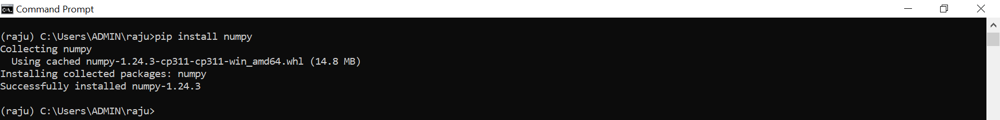 Command Prompt
(raju) C:\Users\ADMIN\raju>pip install numpy
Collecting numpy
  Using cached numpy-1.24.3-cp311-cp311-win_amd64.whl (14.8 MB)
Installing collected packages: numpy
Successfully installed numpy-1.24.3
(raju) C:\Users\ADMIN\raju>